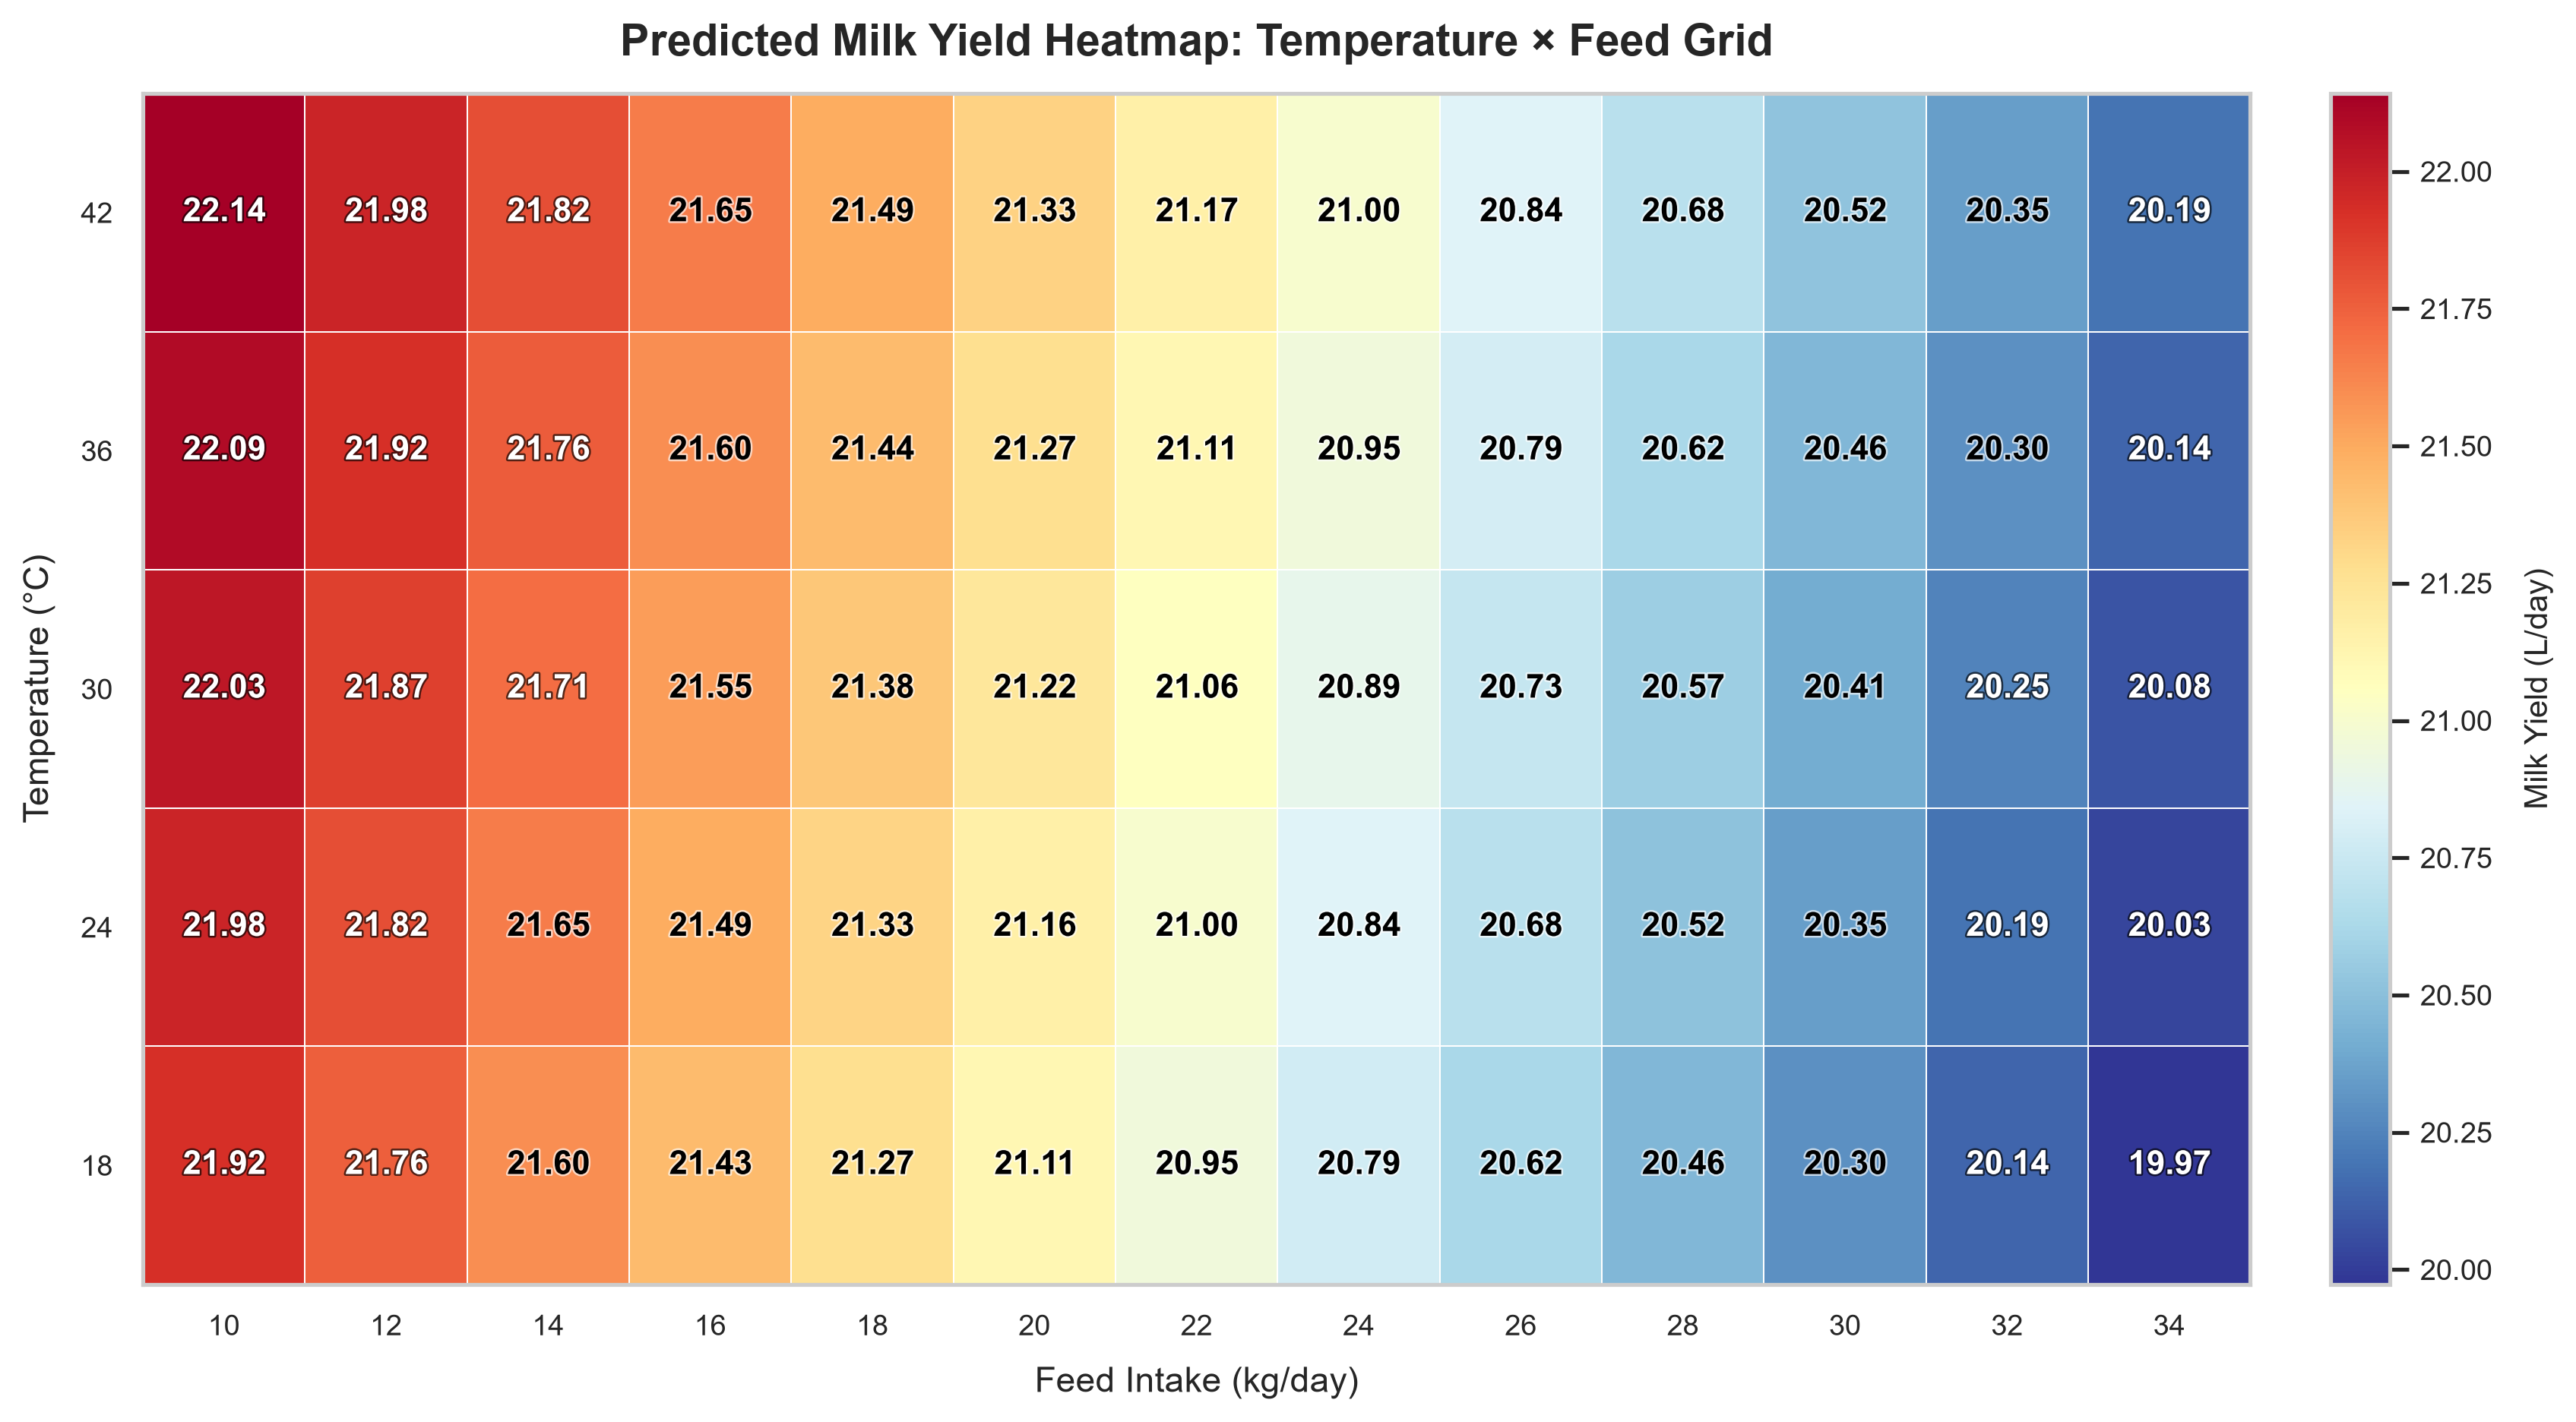 Predicted Milk Yield Heatmap: Temperature × Feed Grid
42 22.14 21.98 21.82 21.65 21.49 21.33 21.17 21.00 20.84 20.68 20.52 20.35 20.19
36 22.09 21.92 21.76 21.60 21.44 21.27 21.11 20.95 20.79 20.62 20.46 20.30 20.14
30 22.03 21.87 21.71 21.55 21.38 21.22 21.06 20.89 20.73 20.57 20.41 20.25 20.08
24 21.98 21.82 21.65 21.49 21.33 21.16 21.00 20.84 20.68 20.52 20.35 20.19 20.03
18 21.92 21.76 21.60 21.43 21.27 21.11 20.95 20.79 20.62 20.46 20.30 20.14 19.97
10 12 14 16 18 20 22 24 26 28 30 32 34
Feed Intake (kg/day)
Temperature (°C)
22.00
21.75
21.50
21.25
21.00
20.75
20.50
20.25
20.00
Milk Yield (L/day)